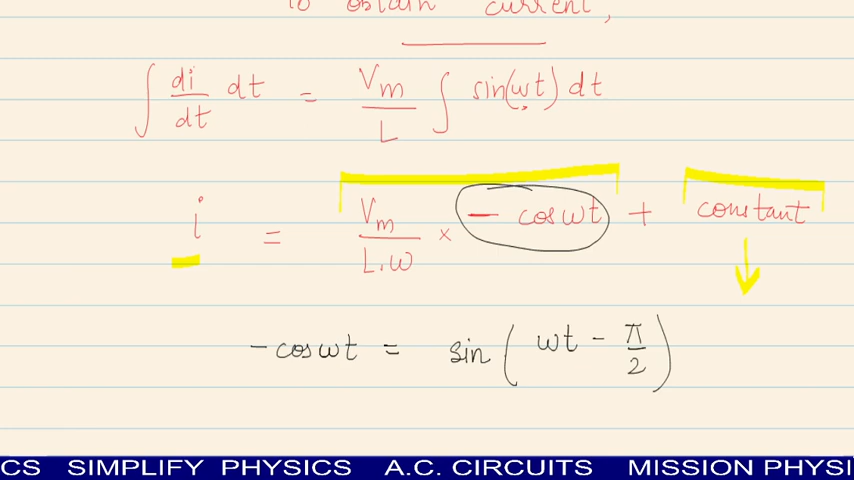 to obtain current,
∫ di/dt dt = Vm/L ∫ sin(ωt) dt
i = Vm/L.ω × - cosωt + constant
-cosωt = sin(ωt - π/2)
CS SIMPLIFY PHYSICS A.C. CIRCUITS MISSION PHYSI